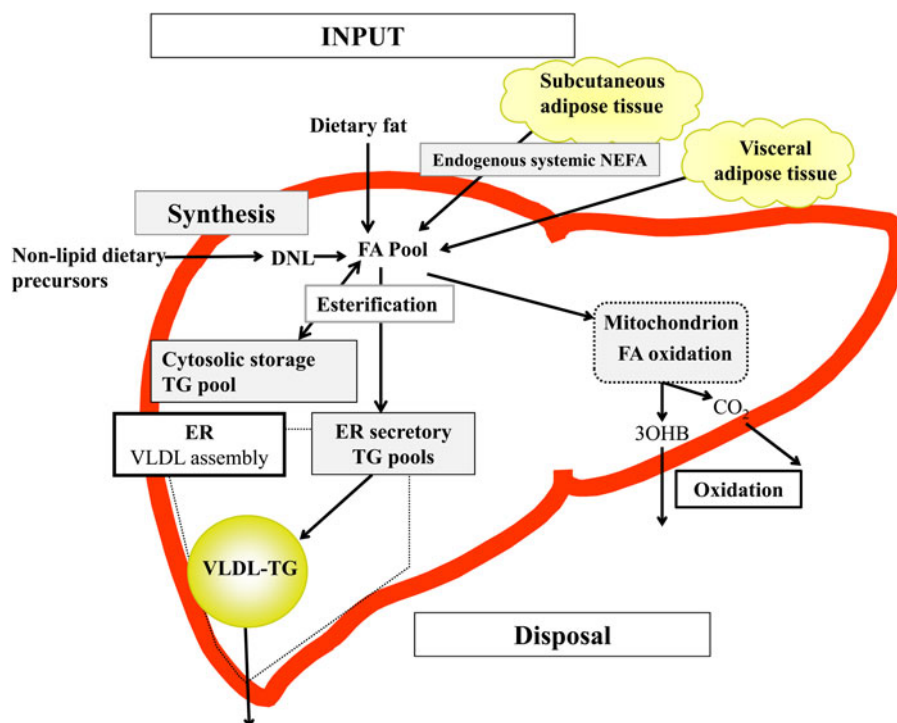 INPUT
Subcutaneous
adipose tissue
Dietary fat
Endogenous systemic NEFA
Visceral
adipose tissue
Synthesis
Non-lipid dietary
precursors
DNL
FA Pool
Esterification
Mitochondrion
FA oxidation
Cytosolic storage
TG pool
CO2
3OHB
ER
VLDL assembly
ER secretory
TG pools
Oxidation
VLDL-TG
Disposal